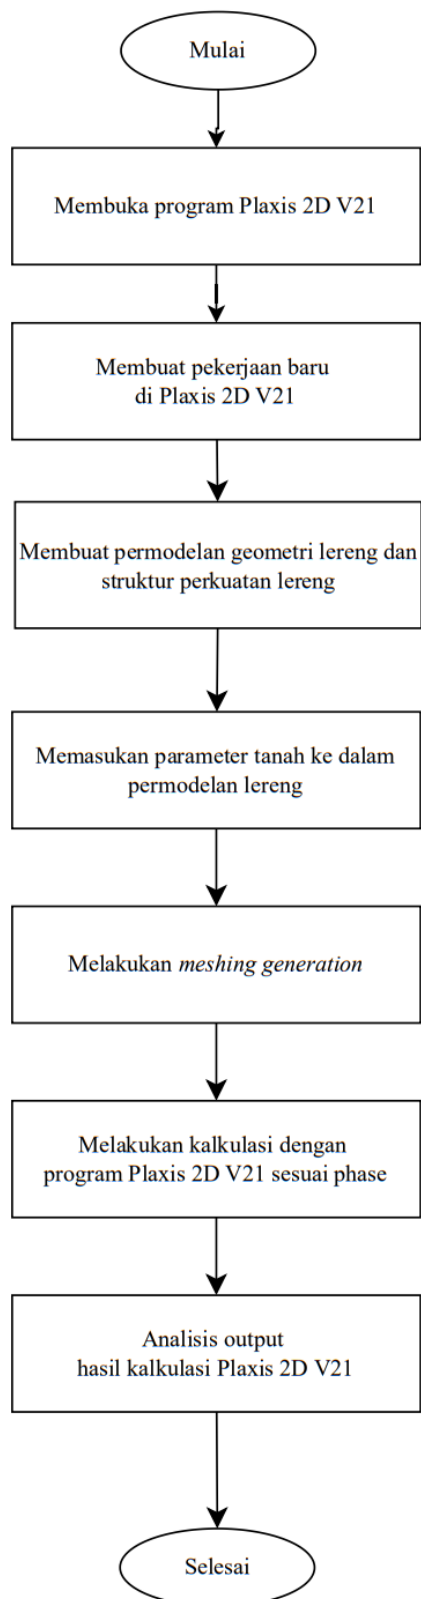 Mulai
Membuka program Plaxis 2D V21
Membuat pekerjaan baru
di Plaxis 2D V21
Membuat permodelan geometri lereng dan
struktur perkuatan lereng
Memasukan parameter tanah ke dalam
permodelan lereng
Melakukan meshing generation
Melakukan kalkulasi dengan
program Plaxis 2D V21 sesuai phase
Analisis output
hasil kalkulasi Plaxis 2D V21
Selesai